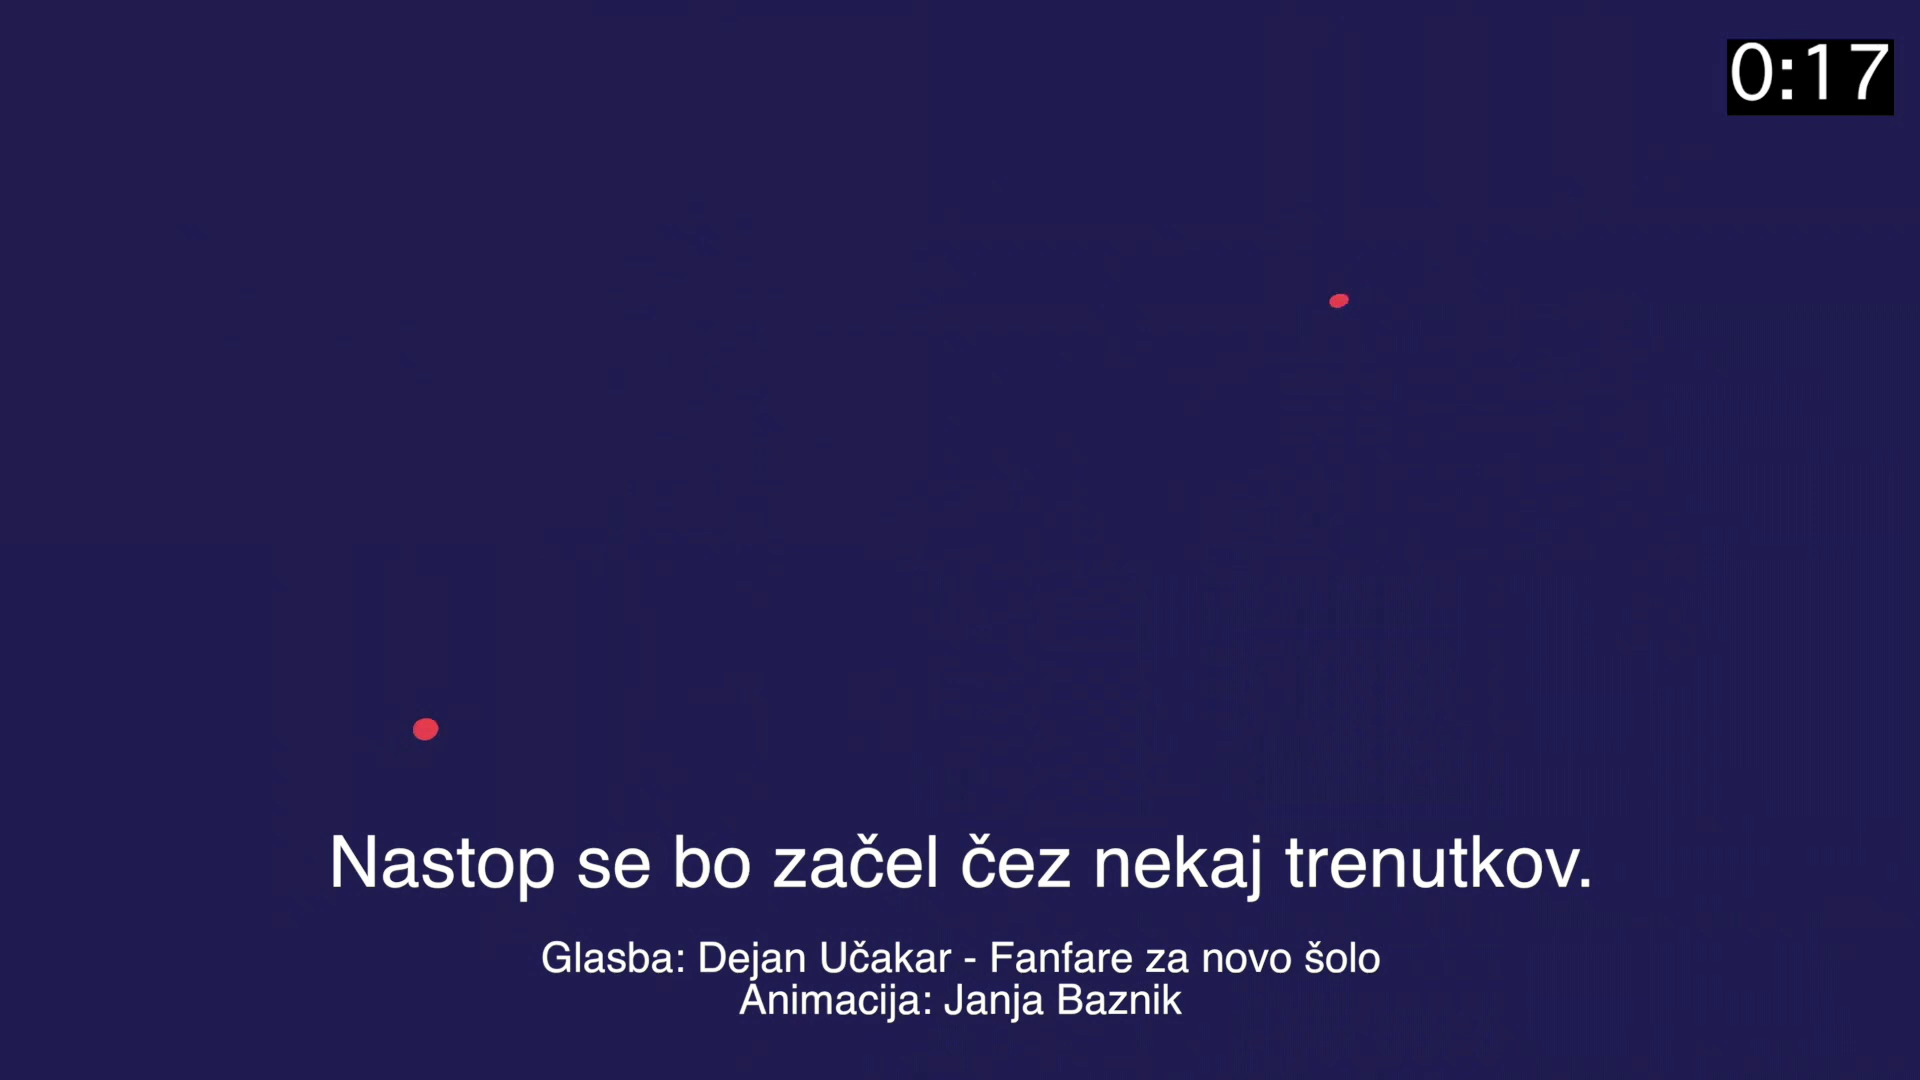 0:17
Nastop se bo začel čez nekaj trenutkov.
Glasba: Dejan Učakar - Fanfare za novo šolo
Animacija: Janja Baznik